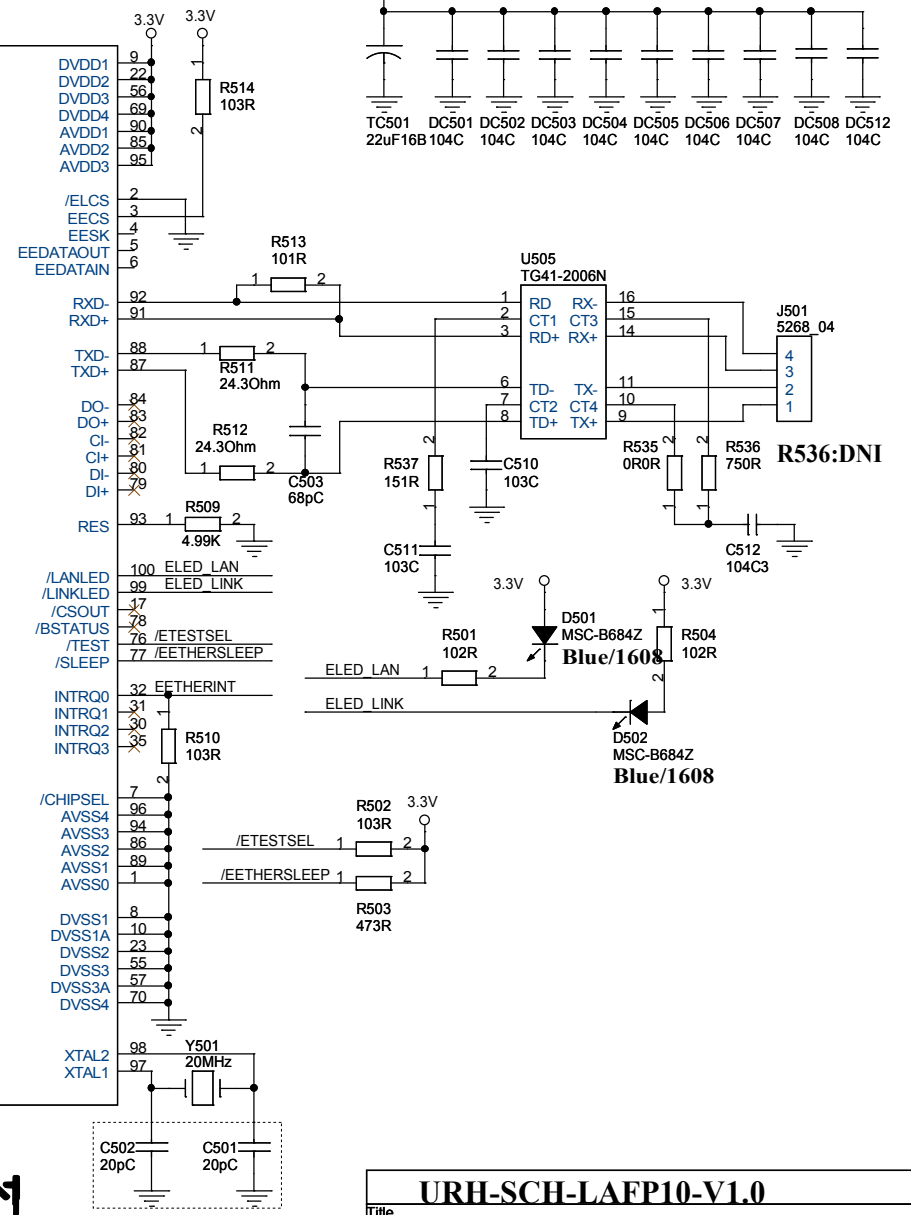 3.3V 3.3V
DVDD1 9
DVDD2 22
DVDD3 56
DVDD4 69
AVDD1 90
AVDD2 85
AVDD3 95
1 R514
103R
2
TC501 DC501 DC502 DC503 DC504 DC505 DC506 DC507 DC508 DC512
22uF16B 104C 104C 104C 104C 104C 104C 104C 104C 104C
/ELCS 2
EECS 3
EESK 4
EEDATAOUT 5
EEDATAIN 6
R513
101R
1 2
U505
TG41-2006N
RXD- 92
RXD+ 91
1 RD RX- 16
2 CT1 CT3 15
3 RD+ RX+ 14
6 TD- TX- 11
7 CT2 CT4 10
8 TD+ TX+ 9
J501
5268_04
4
3
2
1
TXD- 88 1 2
TXD+ 87
R511
24.3Ohm
DO- 84
DO+ 83
CI- 82
CI+ 81
DI- 80
DI+ 79
R512
24.3Ohm
1 2
C503
68pC
2 R537
151R
1
C510
103C
R535 2
0R0R
1
2 R536
750R
1
R536:DNI
RES 93 1 R509 2
4.99K
C511
103C
C512
104C3
/LANLED 100 ELED_LAN
/LINKLED 99 ELED_LINK
/CSOUT 17
/BSTATUS 78
/TEST 76 /ETESTSEL
/SLEEP 77 /EETHERSLEEP
3.3V 3.3V
D501
MSC-B684Z
Blue/1608
1 R504
102R
2
R501
102R
ELED_LAN 1 2
ELED_LINK
D502
MSC-B684Z
Blue/1608
INTRQ0 32 EETHERINT
INTRQ1 31
INTRQ2 30
INTRQ3 35
1 R510
103R
2
/CHIPSEL 7
AVSS4 96
AVSS3 94
AVSS2 86
AVSS1 89
AVSS0 1
R502 3.3V
103R
/ETESTSEL 1 2
/EETHERSLEEP 1 2
R503
473R
DVSS1 8
DVSS1A 10
DVSS2 23
DVSS3 55
DVSS3A 57
DVSS4 70
XTAL2 98
XTAL1 97
Y501
20MHz
C502 C501
20pC 20pC
URH-SCH-LAFP10-V1.0
Title